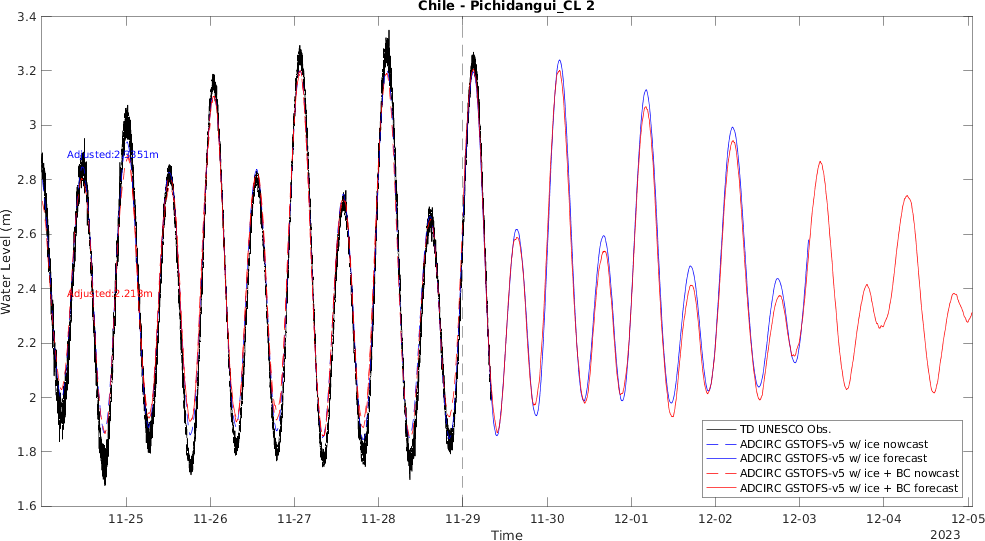 Chile - Pichidangui_CL 2
Water Level (m)
3.4
3.2
3
2.8
2.6
2.4
2.2
2
1.8
1.6
Adjusted:2.213m
TD UNESCO Obs.
ADCIRC GSTOFS-v5 w/ ice nowcast
ADCIRC GSTOFS-v5 w/ ice forecast
ADCIRC GSTOFS-v5 w/ ice + BC nowcast
ADCIRC GSTOFS-v5 w/ ice + BC forecast
11-25 11-26 11-27 11-28 11-29 11-30 12-01 12-02 12-03 12-04 12-05
Time
2023